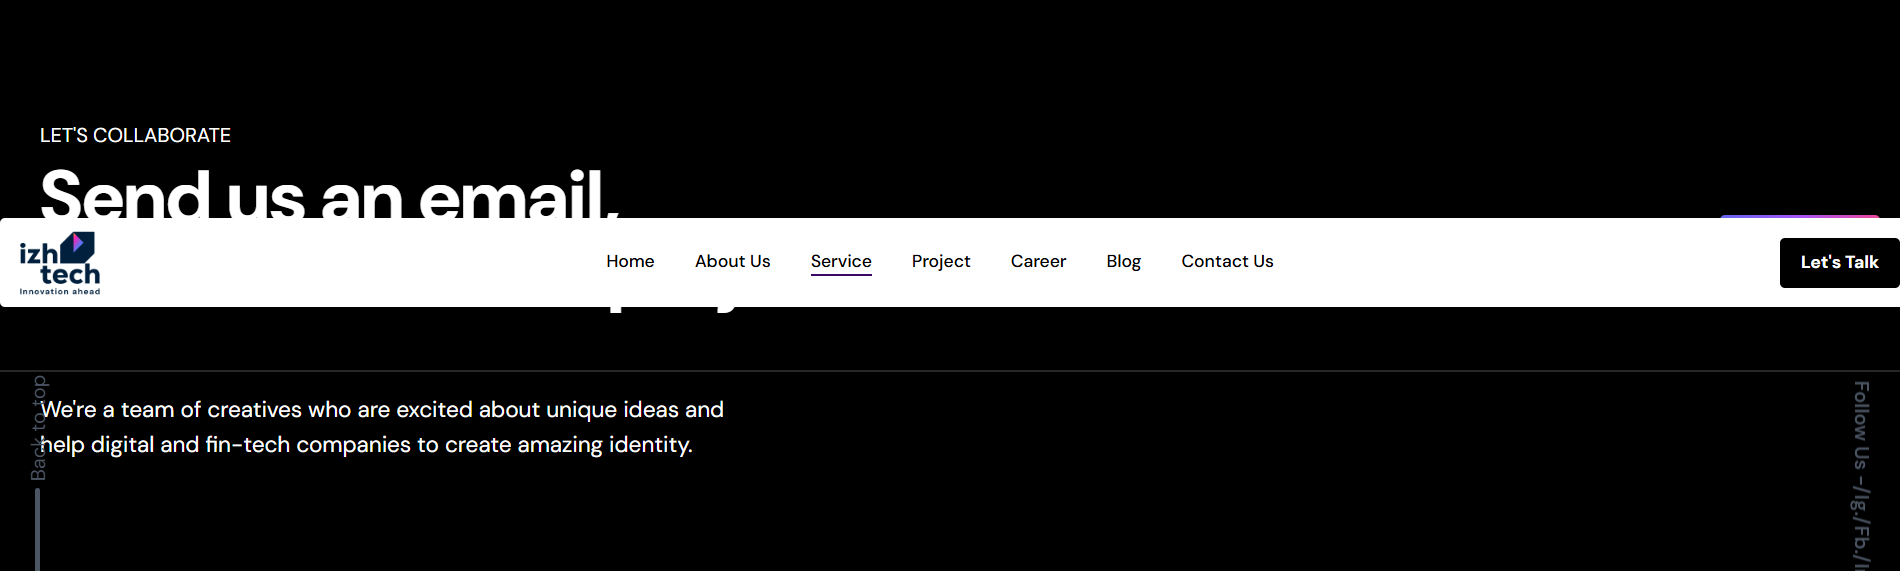 LET'S COLLABORATE
Send us an email,
izh
tech
Innovation ahead
Home About Us Service Project Career Blog Contact Us
Let's Talk
Back to top
We're a team of creatives who are excited about unique ideas and
help digital and fin-tech companies to create amazing identity.
Follow Us -/Ig./Fb./